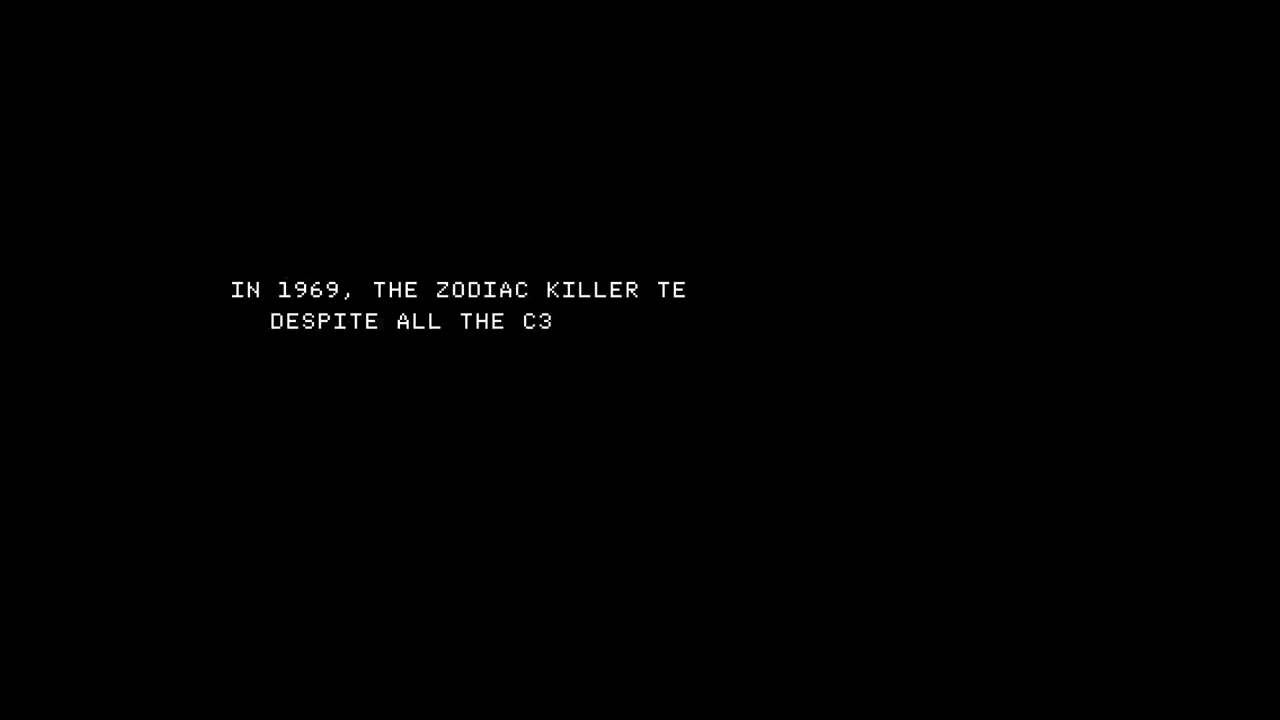 IN 1969, THE ZODIAC KILLER TE
DESPITE ALL THE C3